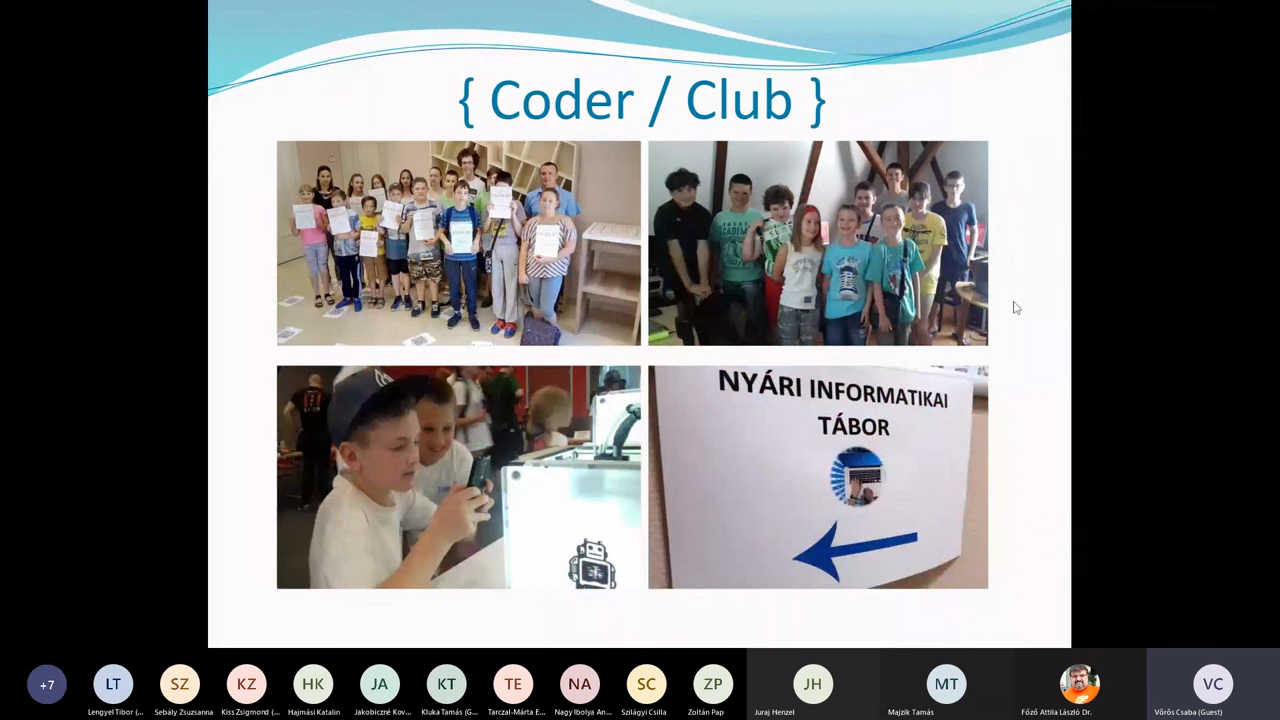 { Coder / Club }
NYÁRI INFORMATIKAI
TÁBOR
+7
LT
SZ
KZ
HK
JA
KT
TE
NA
SC
ZP
JH
MT
VC
Lengyel Tibor (...
Sebály Zsuzsanna
Kiss Zsigmond (...
Hajmási Katalin
Jakobiczné Kov...
Kluka Tamás (G...
Tarczal-Márta E...
Nagy Ibolya An...
Szilágyi Csilla
Zoltán Pap
Juraj Henzel
Majzik Tamás
Főző Attila László Dr.
Vörös Csaba (Guest)